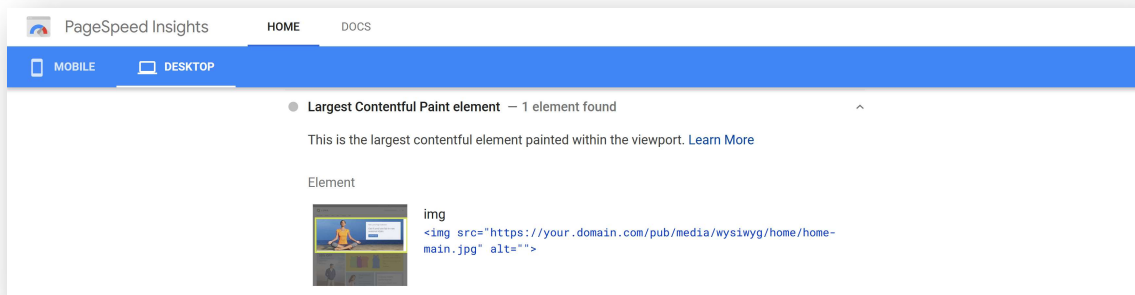 PageSpeed Insights HOME DOCS
MOBILE DESKTOP
Largest Contentful Paint element — 1 element found
This is the largest contentful element painted within the viewport. Learn More
Element
img
<img src="https://your.domain.com/pub/media/wysiwyg/home/home-
main.jpg" alt="">